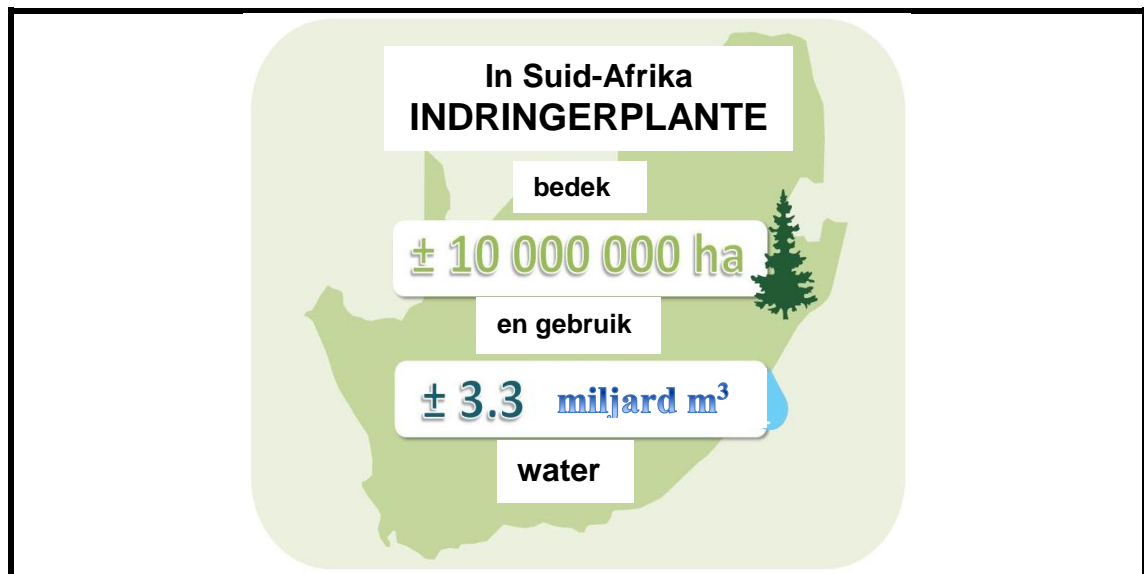 In Suid-Afrika
INDRINGERPLANTE
bedek
± 10 000 000 ha
en gebruik
± 3.3 miljard m³
water